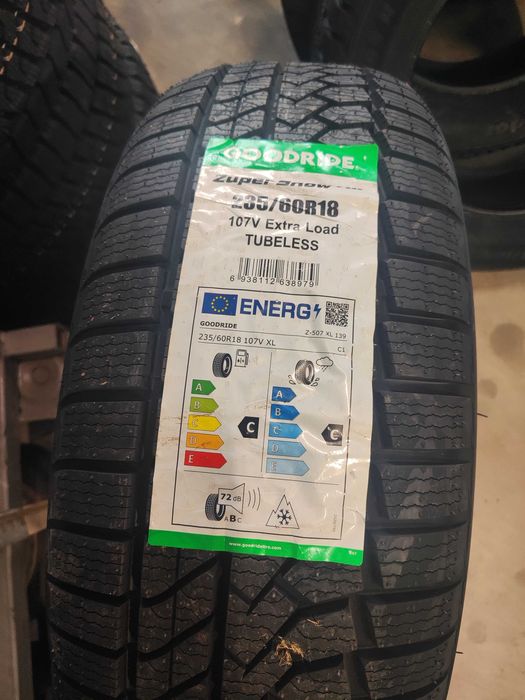 GOODRIDE
Zuper Snow
235/60R18
107V Extra Load
TUBELESS
6 938112 638979
ENERG
GOODRIDE
Z-507 XL 139
235/60R18 107V XL
C1
A
B
C
D
E
C
A
B
C
D
E
C
72 dB
ABC
www.goodridetire.com